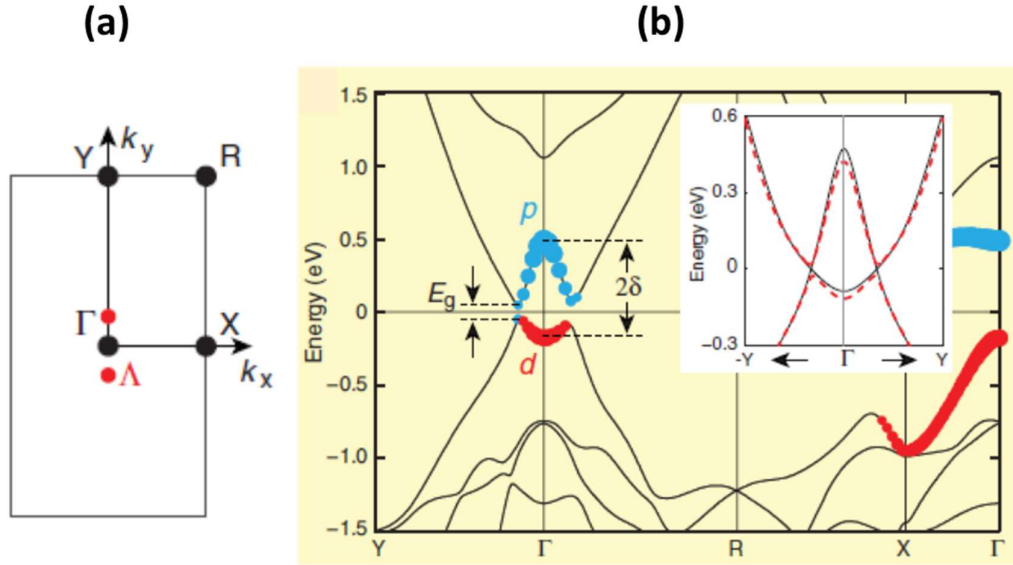 (a)
(b)
k_y
Y
R
Γ
X
Λ
k_x
Energy (eV)
1.5
1.0
0.5
0
−0.5
−1.0
−1.5
p
E_g
2δ
d
Y
Γ
R
X
Γ
Energy (eV)
0.6
0.3
0
−0.3
-Y
Γ
Y